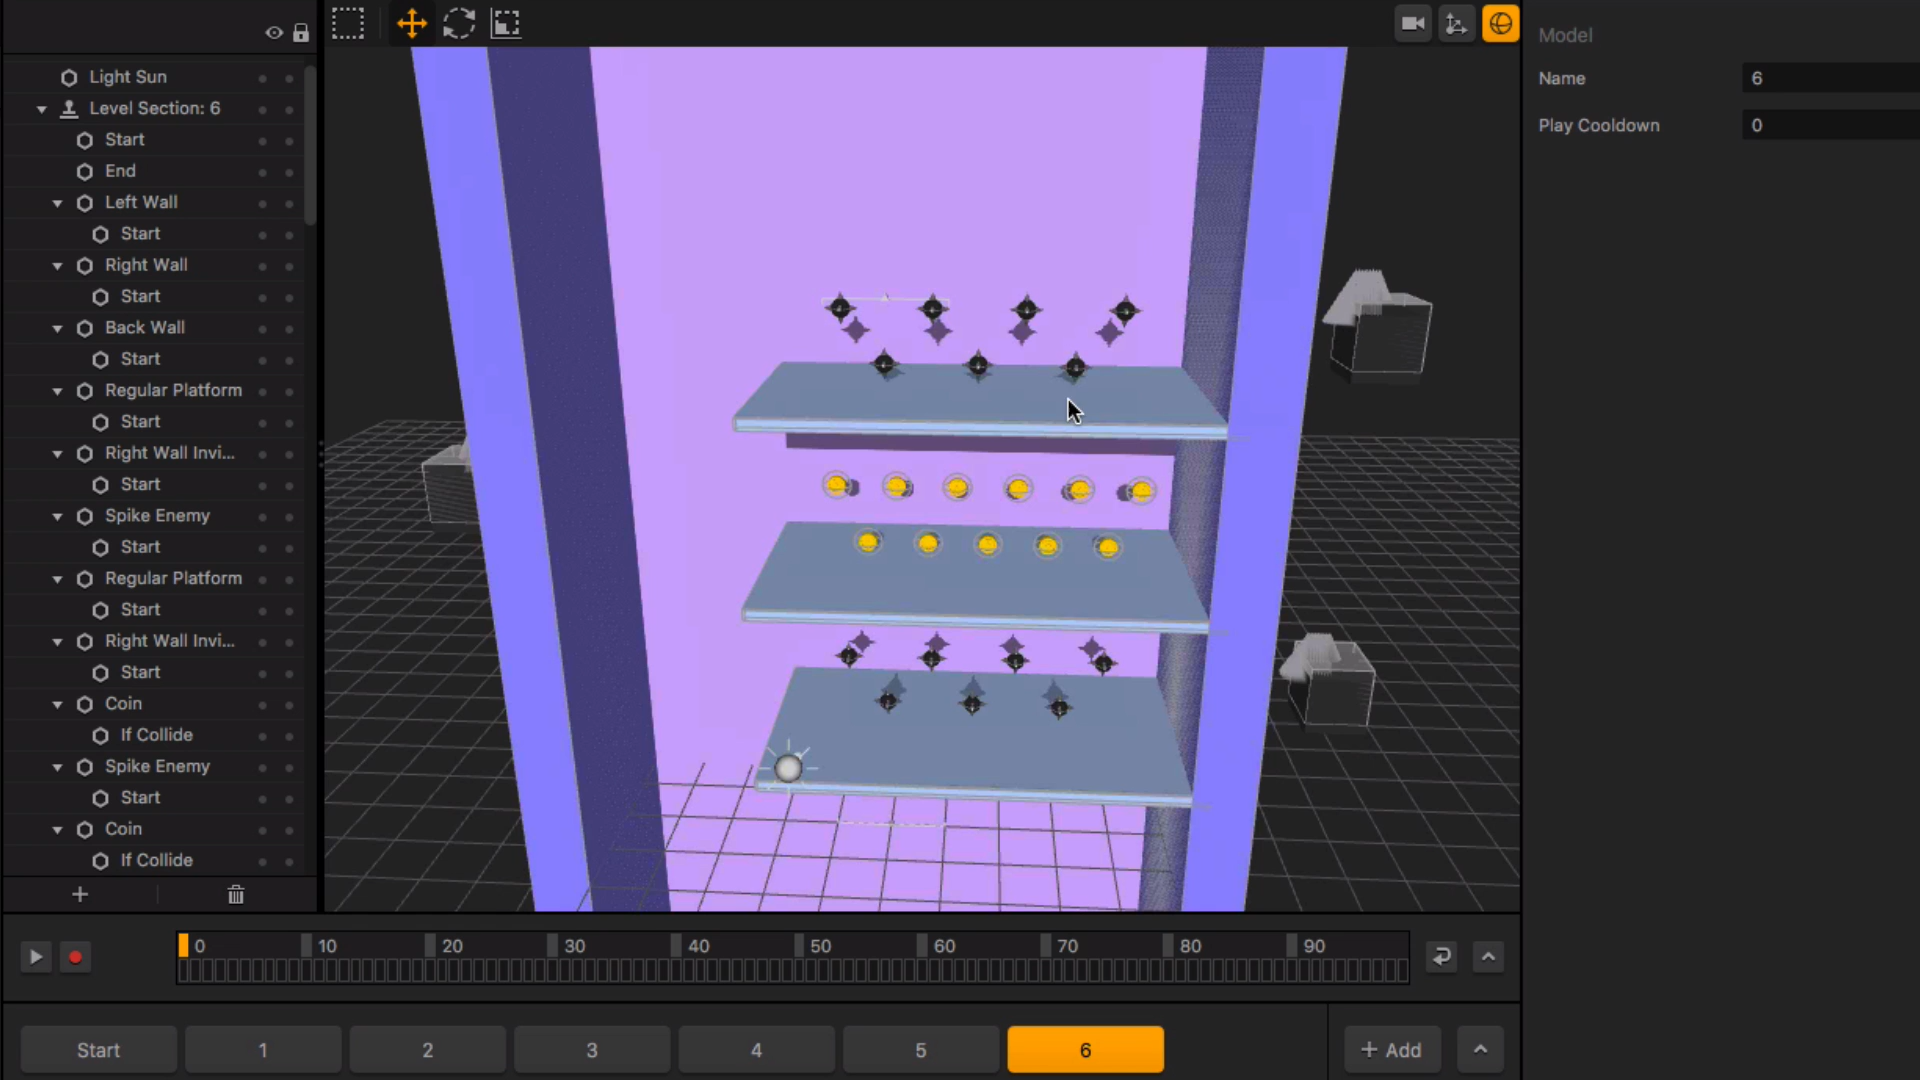 Light Sun
Level Section: 6
Start
End
Left Wall
Start
Right Wall
Start
Back Wall
Start
Regular Platform
Start
Right Wall Invi...
Start
Spike Enemy
Start
Regular Platform
Start
Right Wall Invi...
Start
Coin
If Collide
Spike Enemy
Start
Coin
If Collide
Model
Name 6
Play Cooldown 0
0 10 20 30 40 50 60 70 80 90
Start 1 2 3 4 5 6 + Add